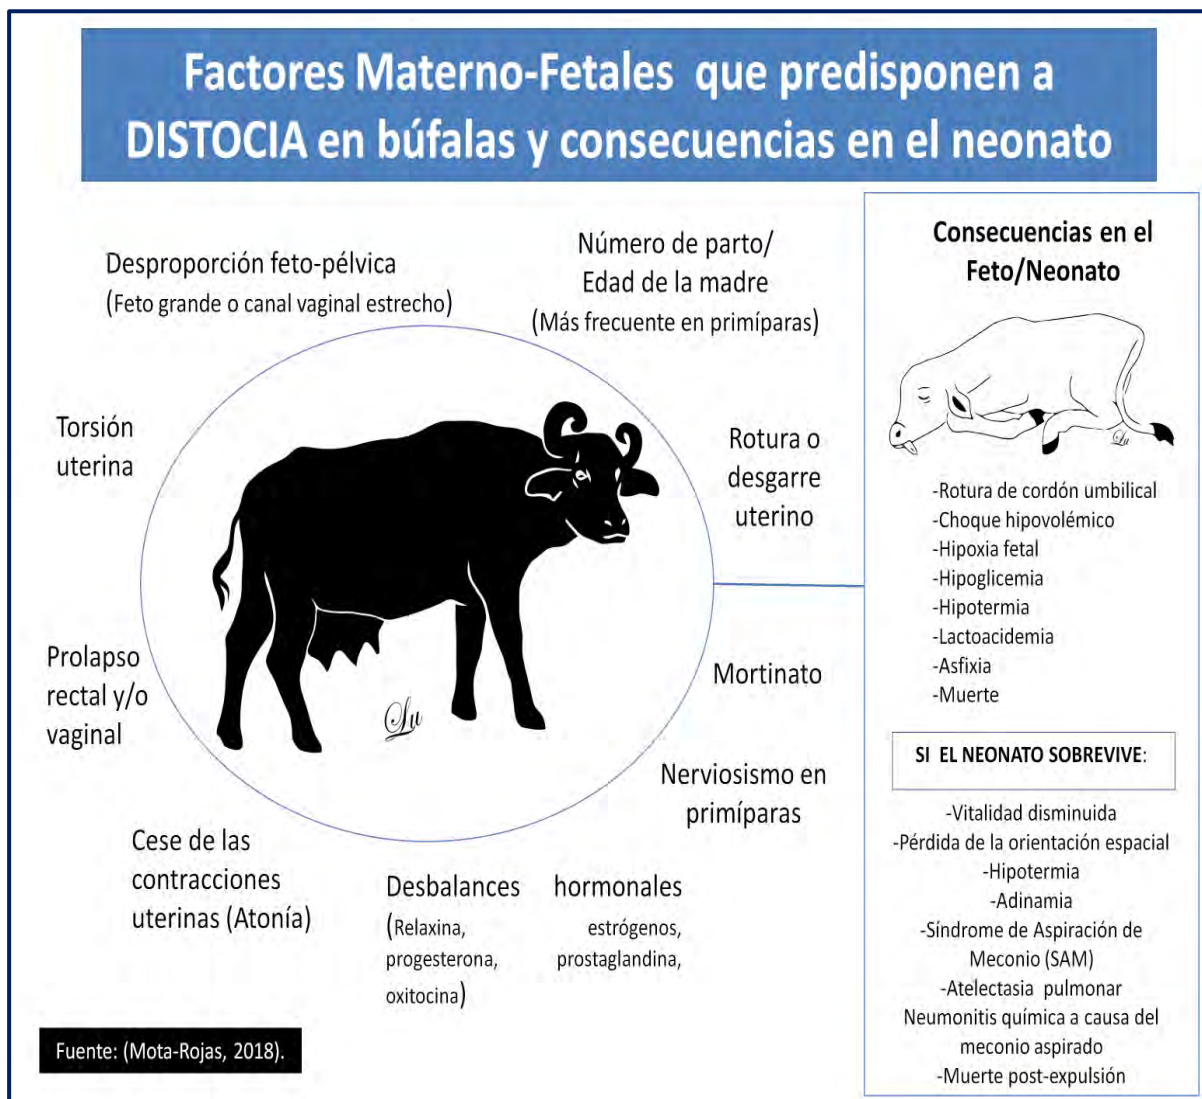 Factores Materno-Fetales que predisponen a
DISTOCIA en búfalas y consecuencias en el neonato
Desproporción feto-pélvica
(Feto grande o canal vaginal estrecho)
Número de parto/
Edad de la madre
(Más frecuente en primíparas)
Torsión
uterina
Rotura o
desgarre
uterino
Prolapso
rectal y/o
vaginal
Mortinato
Nerviosismo en
primíparas
Cese de las
contracciones
uterinas (Atonía)
Desbalances hormonales
(Relaxina, estrógenos,
progesterona, prostaglandina,
oxitocina)
Lu
Fuente: (Mota-Rojas, 2018).
Consecuencias en el
Feto/Neonato
Lu
-Rotura de cordón umbilical
-Choque hipovolémico
-Hipoxia fetal
-Hipoglicemia
-Hipotermia
-Lactoacidemia
-Asfixia
-Muerte
SI EL NEONATO SOBREVIVE:
-Vitalidad disminuida
-Pérdida de la orientación espacial
-Hipotermia
-Adinamia
-Síndrome de Aspiración de
Meconio (SAM)
-Atelectasia pulmonar
Neumonitis química a causa del
meconio aspirado
-Muerte post-expulsión